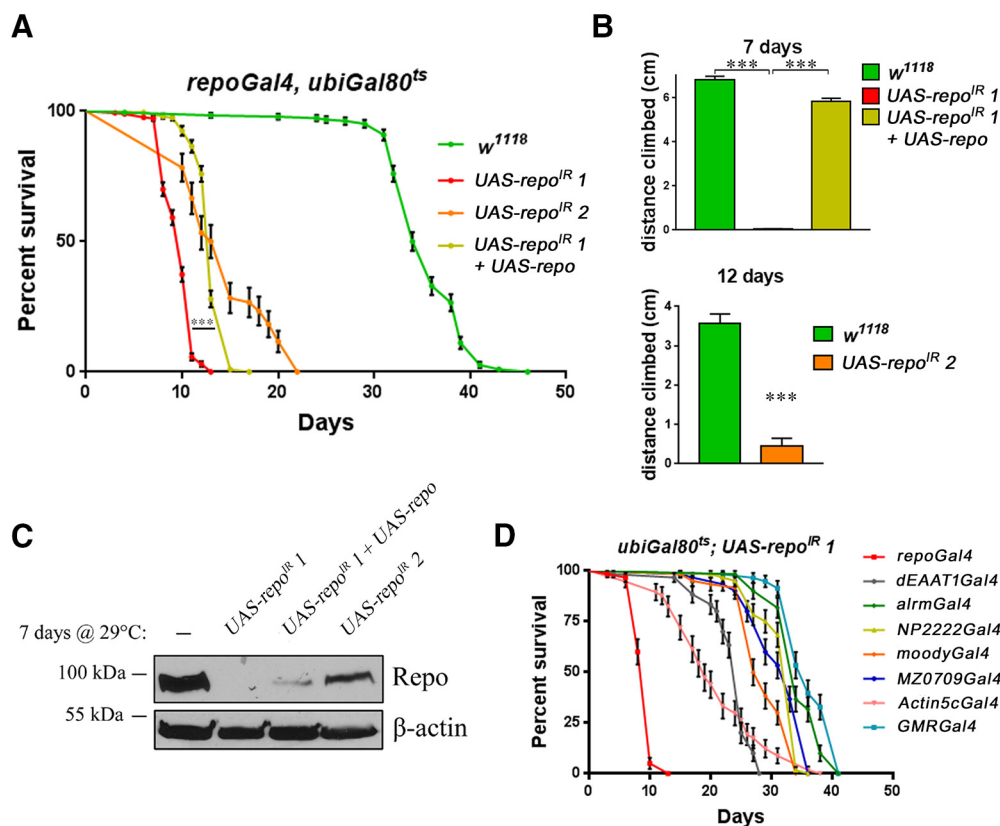 A
repoGal4, ubiGal80ts
Percent survival
100
50
0
0
10
20
30
40
50
Days
w1118
UAS-repoIR 1
UAS-repoIR 2
UAS-repoIR 1
+ UAS-repo
***
B
7 days
*** ***
distance climbed (cm)
6
4
2
0
w1118
UAS-repoIR 1
UAS-repoIR 1
+ UAS-repo
12 days
distance climbed (cm)
4
3
2
1
0
***
w1118
UAS-repoIR 2
C
7 days @ 29°C:
–
UAS-repoIR 1
UAS-repoIR 1 + UAS-repo
UAS-repoIR 2
100 kDa –
55 kDa –
Repo
β-actin
D
ubiGal80ts; UAS-repoIR 1
Percent survival
100
75
50
25
0
0
10
20
30
40
50
Days
repoGal4
dEAAT1Gal4
alrmGal4
NP2222Gal4
moodyGal4
MZ0709Gal4
Actin5cGal4
GMRGal4